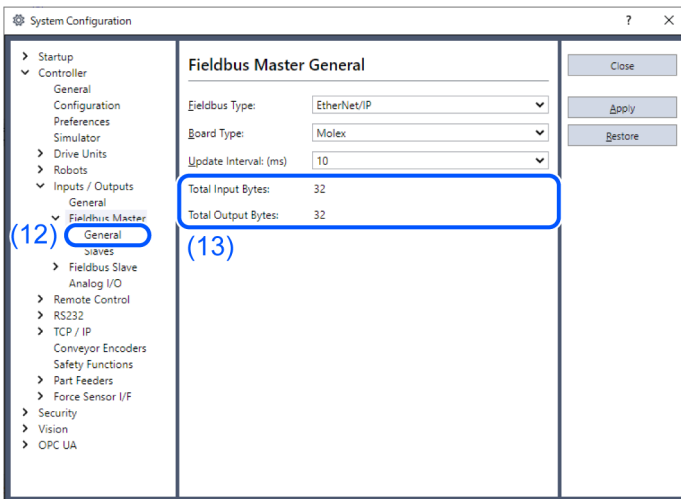 System Configuration
?
Startup
Controller
General
Configuration
Preferences
Simulator
Drive Units
Robots
Inputs / Outputs
General
Fieldbus Master
(12)
General
Slaves
Fieldbus Slave
Analog I/O
Remote Control
RS232
TCP / IP
Conveyor Encoders
Safety Functions
Part Feeders
Force Sensor I/F
Security
Vision
OPC UA
Fieldbus Master General
Fieldbus Type: EtherNet/IP
Board Type: Molex
Update Interval: (ms) 10
Total Input Bytes: 32
Total Output Bytes: 32
(13)
Close
Apply
Restore